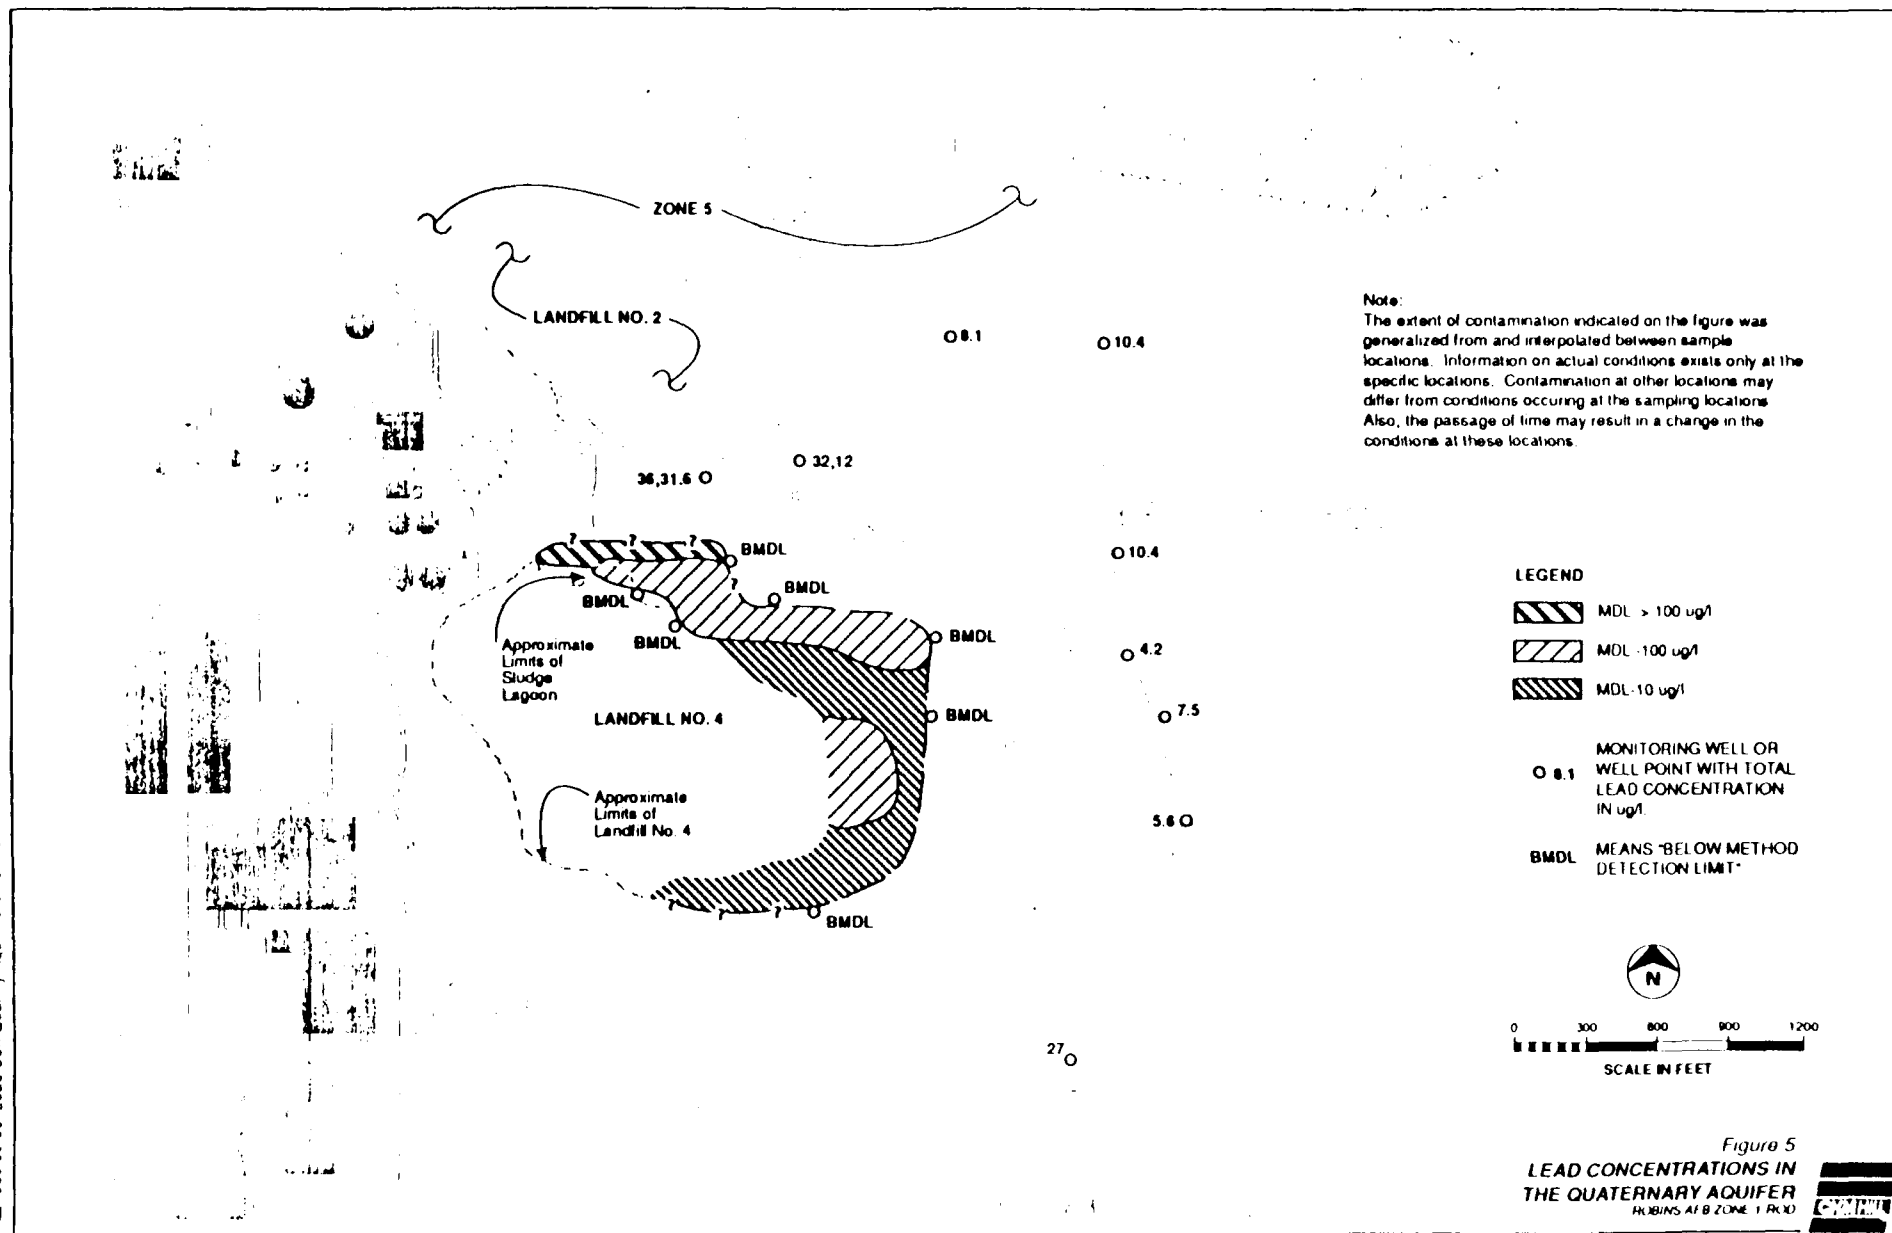 ZONE 5
LANDFILL NO. 2
8.1
10.4
Note:
The extent of contamination indicated on the figure was
generalized from and interpolated between sample
locations. Information on actual conditions exists only at the
specific locations. Contamination at other locations may
differ from conditions occuring at the sampling locations
Also, the passage of time may result in a change in the
conditions at these locations.
32,12
36,31.6
? ? ?
BMDL
10.4
?
BMDL
BMDL
BMDL
BMDL
4.2
Approximate
Limits of
Sludge
Lagoon
LANDFILL NO. 4
BMDL
7.5
Approximate
Limits of
Landfill No. 4
5.6
? ? ?
BMDL
27
LEGEND
MDL > 100 ug/l
MDL -100 ug/l
MDL-10 ug/l
8.1
MONITORING WELL OR
WELL POINT WITH TOTAL
LEAD CONCENTRATION
IN ug/l.
BMDL
MEANS "BELOW METHOD
DETECTION LIMIT"
N
0 300 600 900 1200
SCALE IN FEET
Figure 5
LEAD CONCENTRATIONS IN
THE QUATERNARY AQUIFER
ROBINS AFB ZONE 1 ROD
CH2M HILL